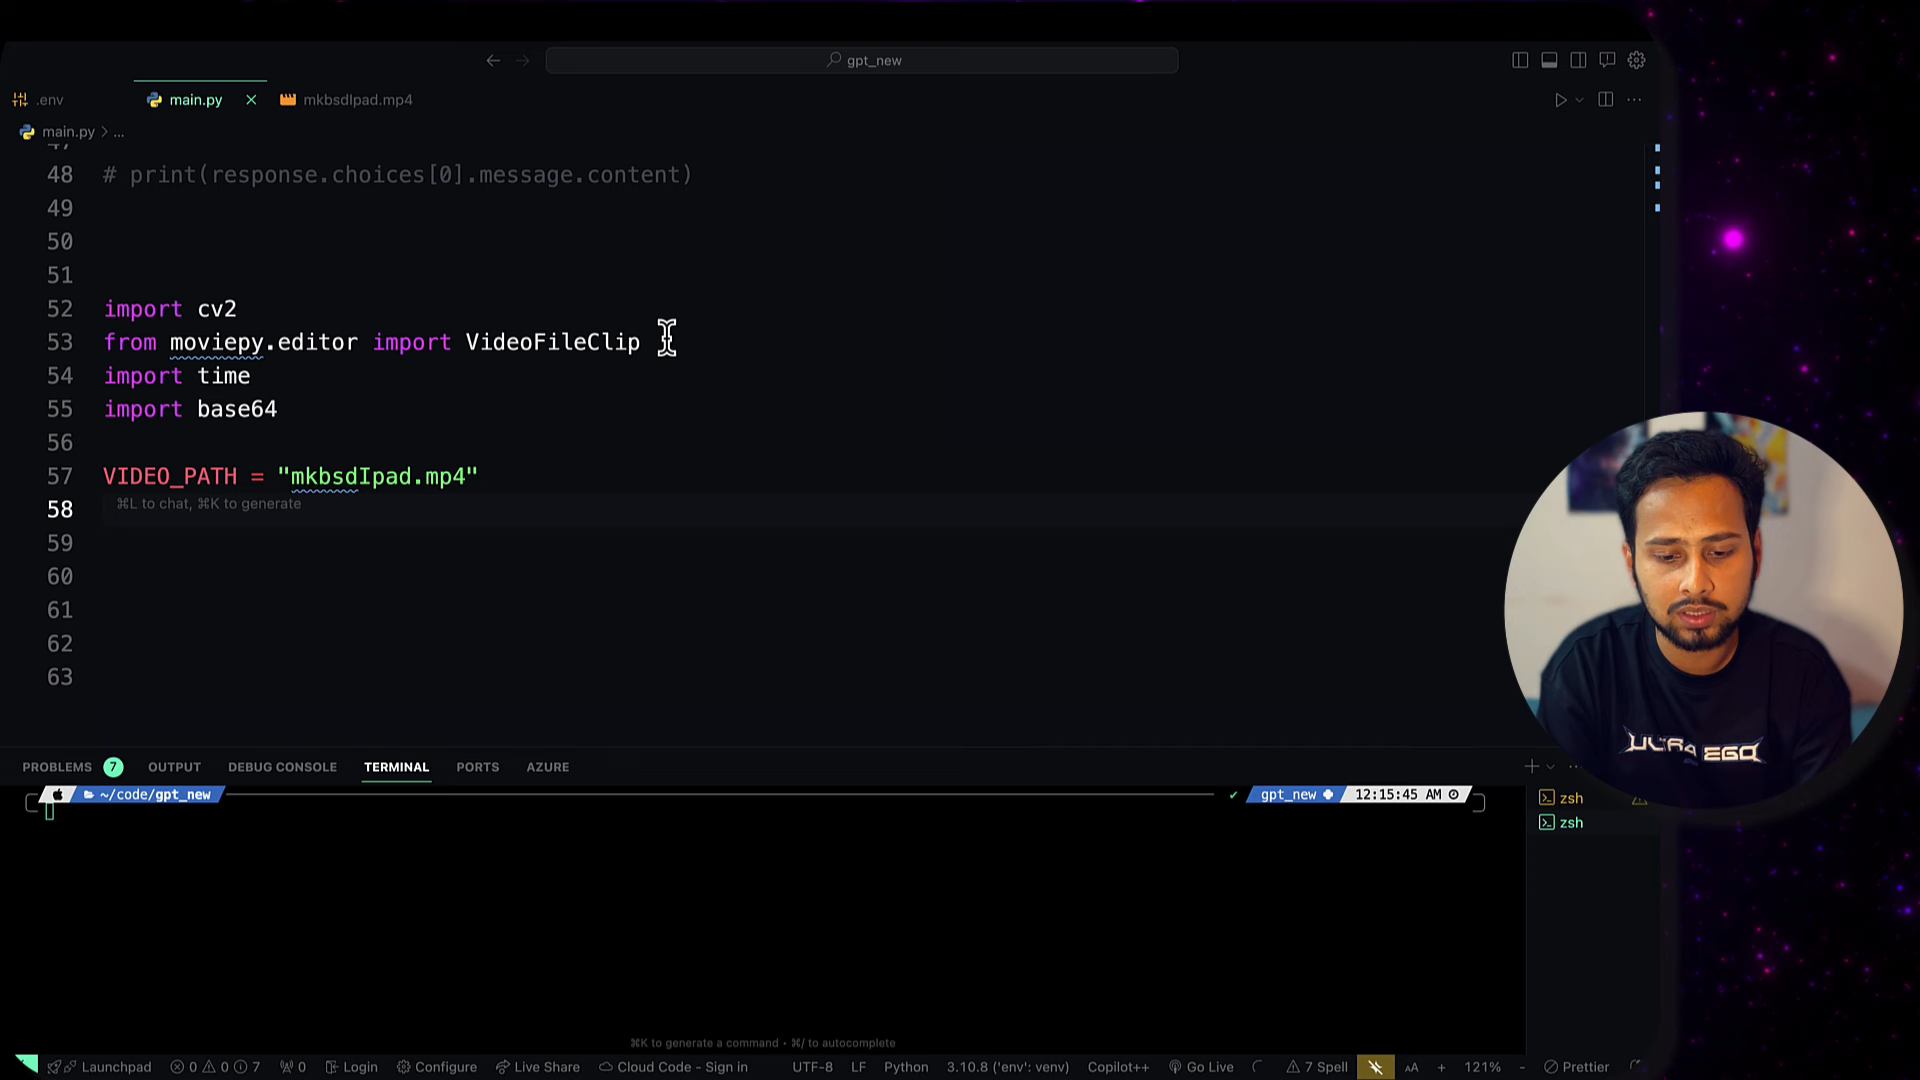 gpt_new
.env
main.py
mkbsdIpad.mp4
main.py > ...
47
48 # print(response.choices[0].message.content)
49
50
51
52 import cv2
53 from moviepy.editor import VideoFileClip
54 import time
55 import base64
56
57 VIDEO_PATH = "mkbsdIpad.mp4"
58 ⌘L to chat, ⌘K to generate
59
60
61
62
63
PROBLEMS 7 OUTPUT DEBUG CONSOLE TERMINAL PORTS AZURE
~/code/gpt_new
✓ gpt_new 12:15:45 AM
zsh
zsh
ULTRA EGO
⌘K to generate a command • ⌘/ to autocomplete
Launchpad 0 0 7 0 Login Configure Live Share Cloud Code - Sign in UTF-8 LF Python 3.10.8 ('env': venv) Copilot++ Go Live 7 Spell AA + 121% - Prettier